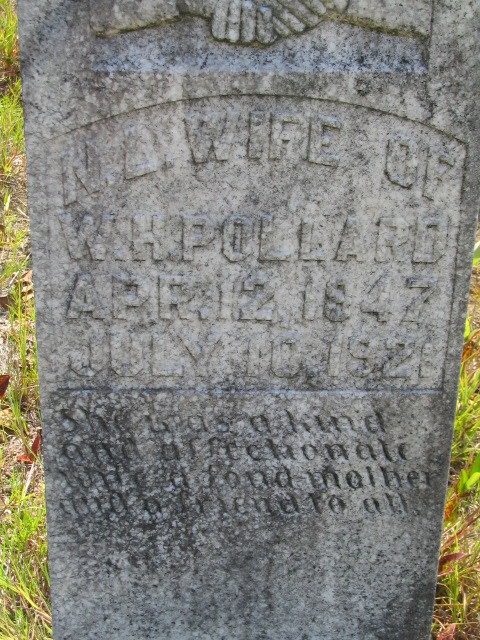 N. L. WIFE OF
W. H. POLLARD
APR. 12, 1847
JULY 10, 1921
She was a kind
and affectionate
wife, a fond mother
and a friend to all.